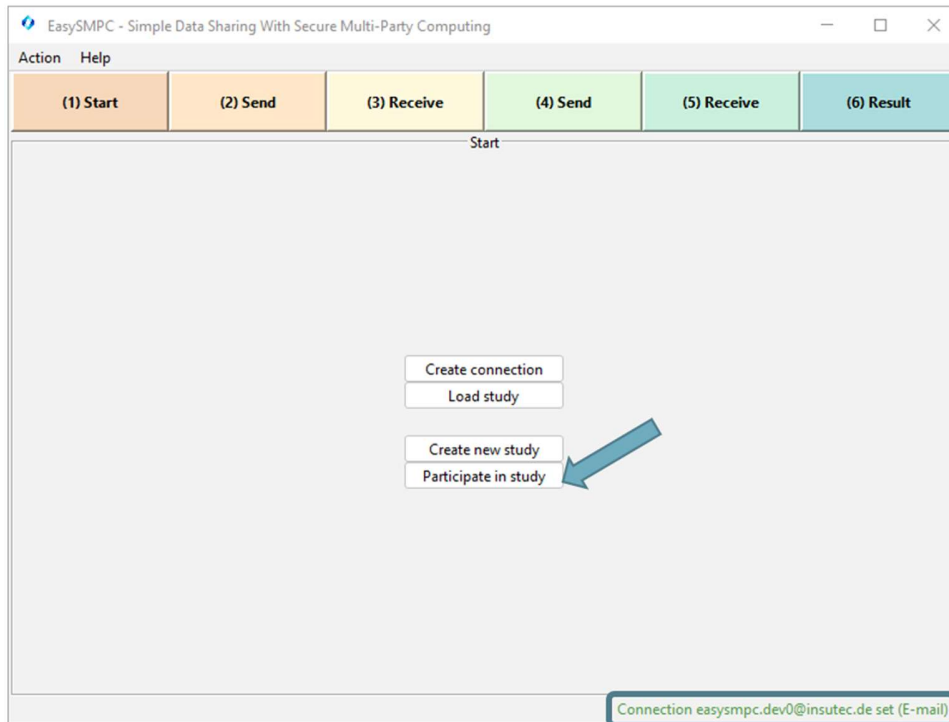 EasySMPC - Simple Data Sharing With Secure Multi-Party Computing
Action Help
(1) Start (2) Send (3) Receive (4) Send (5) Receive (6) Result
Start
Create connection
Load study
Create new study
Participate in study
Connection easysmpc.dev0@insutec.de set (E-mail)